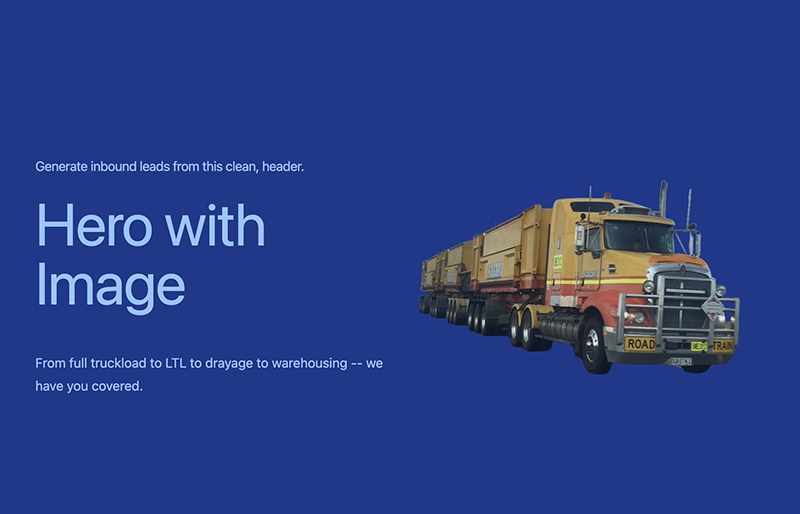 Generate inbound leads from this clean, header.
Hero with
Image
From full truckload to LTL to drayage to warehousing -- we
have you covered.
ROAD
TRAIN